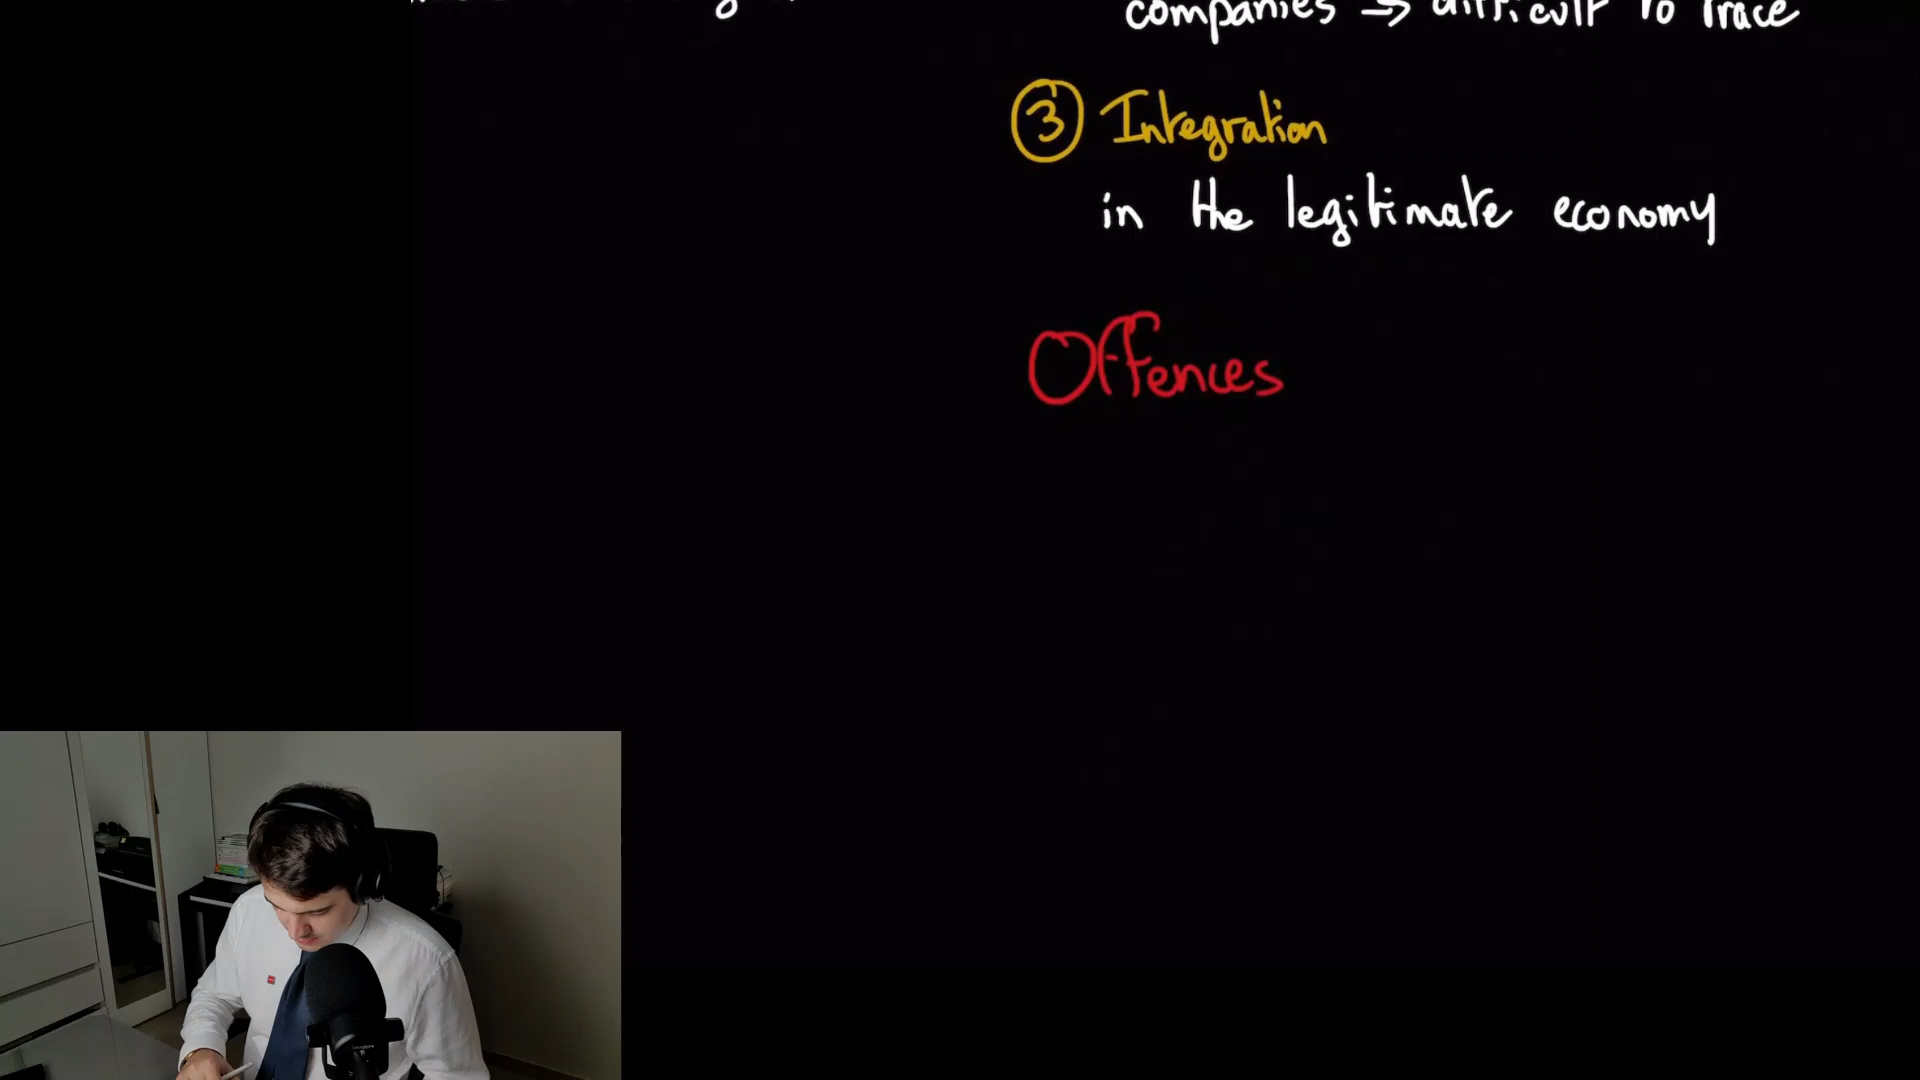 companies → difficult to trace
③ Integration
in the legitimate economy
Offences